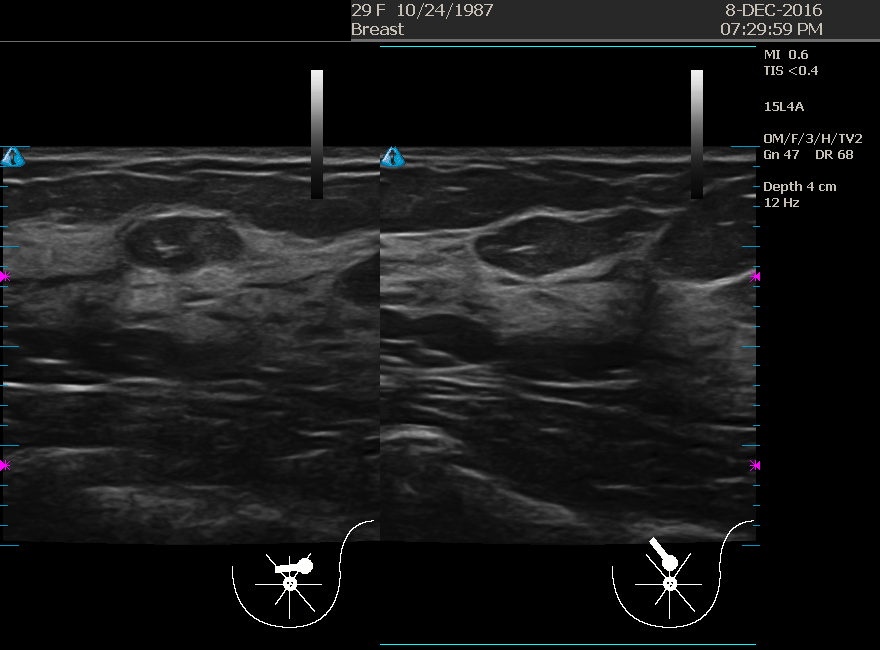 29 F 10/24/1987 8-DEC-2016
Breast 07:29:59 PM
MI 0.6
TIS <0.4
15L4A
OM/F/3/H/TV2
Gn 47 DR 68
Depth 4 cm
12 Hz